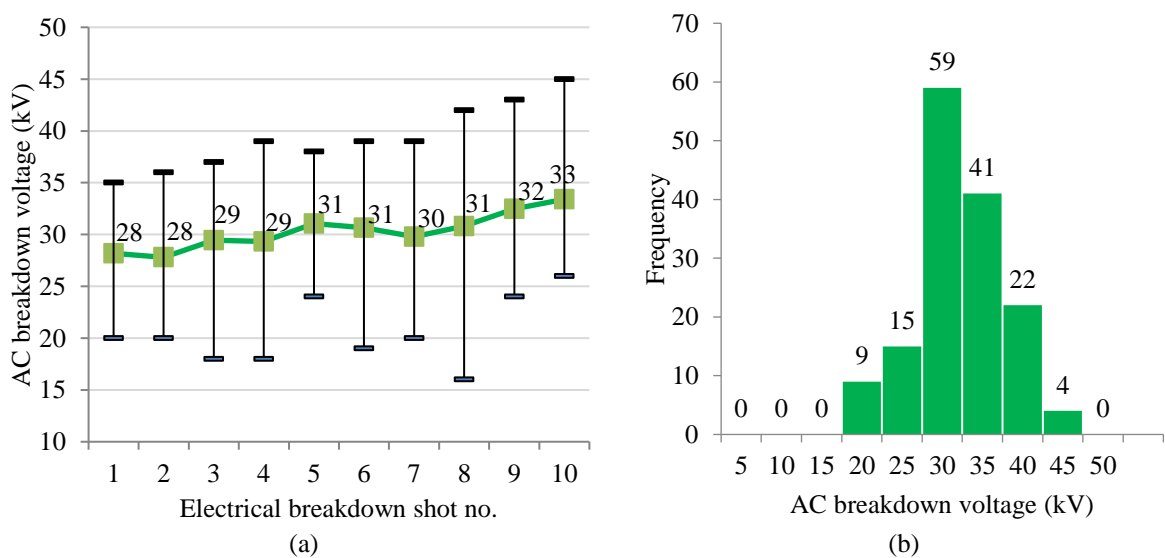 50
45
40
35
30
25
20
15
10
AC breakdown voltage (kV)
28 28 29 29 31 31 30 31 32 33
1 2 3 4 5 6 7 8 9 10
Electrical breakdown shot no.
(a)
70
60
50
40
30
20
10
0
Frequency
0 0 0 9 15 59 41 22 4 0
5 10 15 20 25 30 35 40 45 50
AC breakdown voltage (kV)
(b)